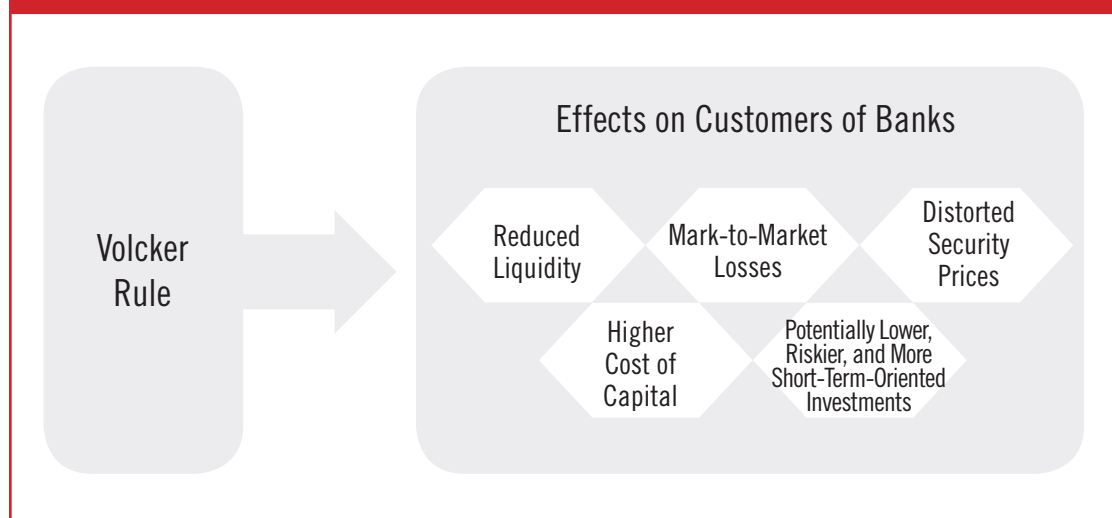 Volcker
Rule
Effects on Customers of Banks
Reduced
Liquidity
Mark-to-Market
Losses
Distorted
Security
Prices
Higher
Cost of
Capital
Potentially Lower,
Riskier, and More
Short-Term-Oriented
Investments